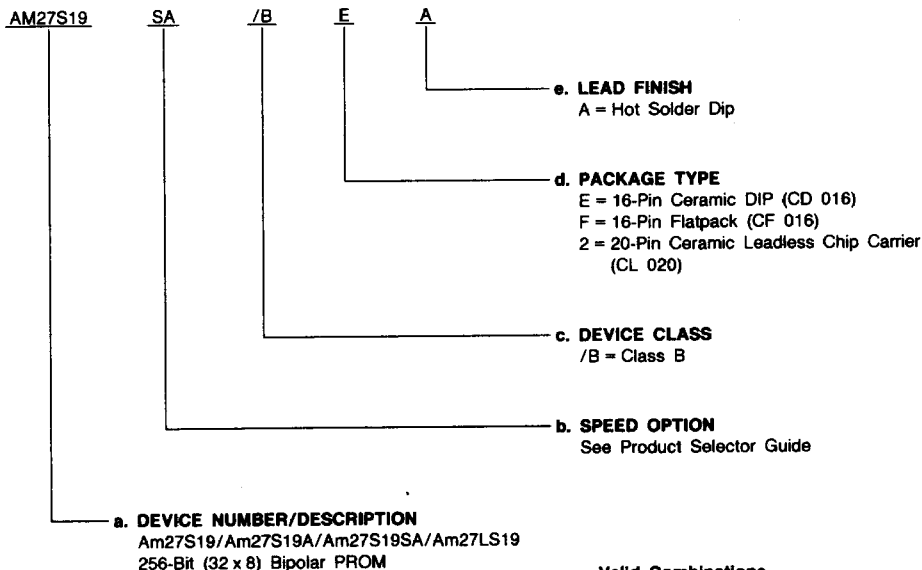 AM27S19 SA /B E A
e. LEAD FINISH
A = Hot Solder Dip
d. PACKAGE TYPE
E = 16-Pin Ceramic DIP (CD 016)
F = 16-Pin Flatpack (CF 016)
2 = 20-Pin Ceramic Leadless Chip Carrier
(CL 020)
c. DEVICE CLASS
/B = Class B
b. SPEED OPTION
See Product Selector Guide
a. DEVICE NUMBER/DESCRIPTION
Am27S19/Am27S19A/Am27S19SA/Am27LS19
256-Bit (32 x 8) Bipolar PROM
Valid Combinations